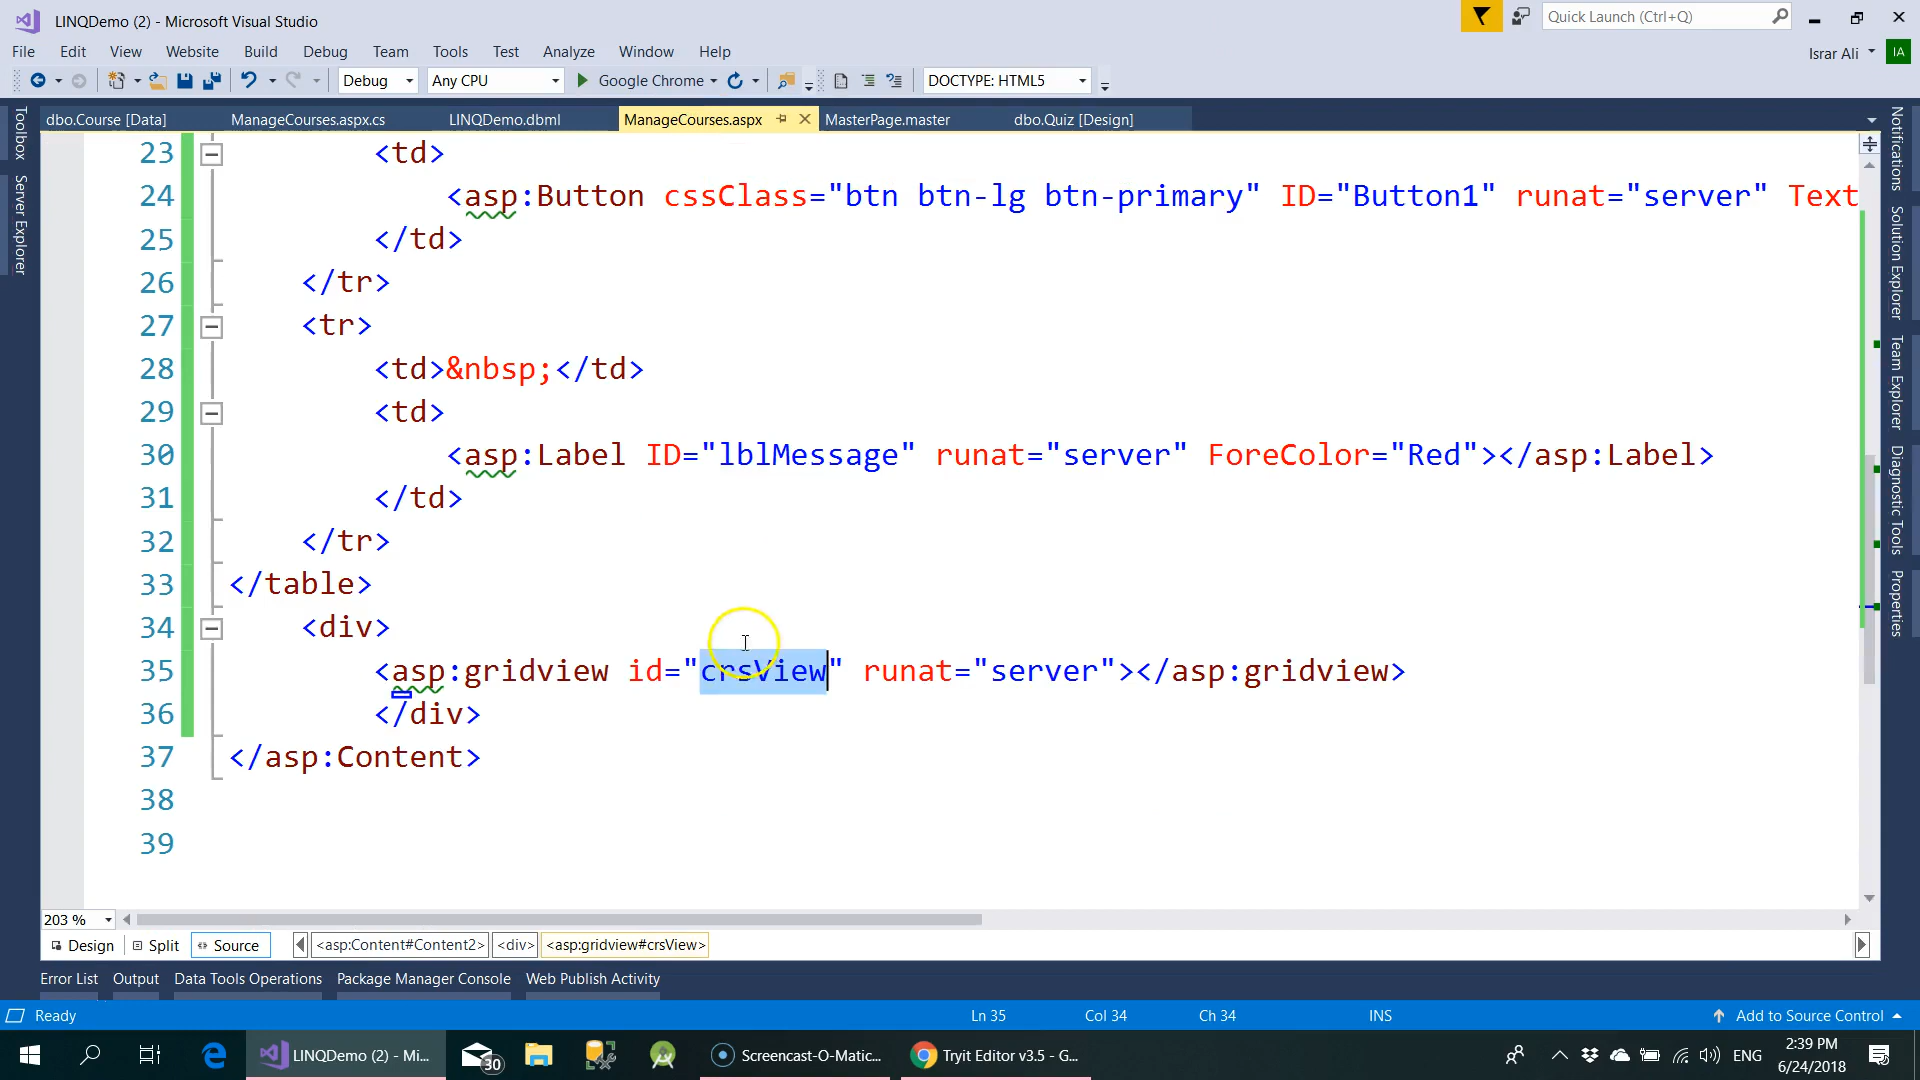 LINQDemo (2) - Microsoft Visual Studio
Quick Launch (Ctrl+Q)
File Edit View Website Build Debug Team Tools Test Analyze Window Help
Israr Ali IA
Debug Any CPU Google Chrome DOCTYPE: HTML5
dbo.Course [Data] ManageCourses.aspx.cs LINQDemo.dbml ManageCourses.aspx MasterPage.master dbo.Quiz [Design]
Toolbox
Server Explorer
23 <td>
24 <asp:Button cssClass="btn btn-lg btn-primary" ID="Button1" runat="server" Text
25 </td>
26 </tr>
27 <tr>
28 <td>&nbsp;</td>
29 <td>
30 <asp:Label ID="lblMessage" runat="server" ForeColor="Red"></asp:Label>
31 </td>
32 </tr>
33 </table>
34 <div>
35 <asp:gridview id="crsView" runat="server"></asp:gridview>
36 </div>
37 </asp:Content>
38
39
Notifications
Solution Explorer
Team Explorer
Diagnostic Tools
Properties
203 %
Design Split Source <asp:Content#Content2> <div> <asp:gridview#crsView>
Error List Output Data Tools Operations Package Manager Console Web Publish Activity
Ready Ln 35 Col 34 Ch 34 INS Add to Source Control
LINQDemo (2) - Mi... 30 Screencast-O-Matic... Tryit Editor v3.5 - G... ENG
2:39 PM
6/24/2018